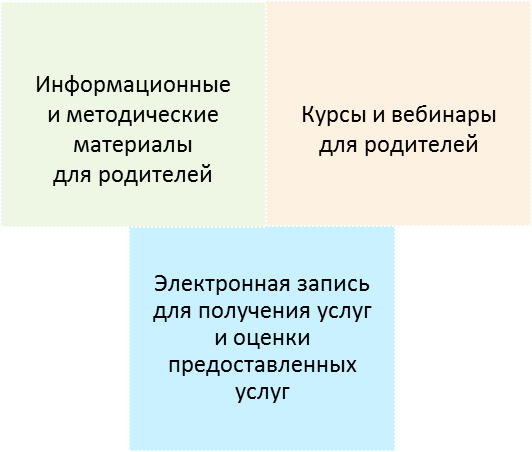 Информационные
и методические
материалы
для родителей
Курсы и вебинары
для родителей
Электронная запись
для получения услуг
и оценки
предоставленных
услуг